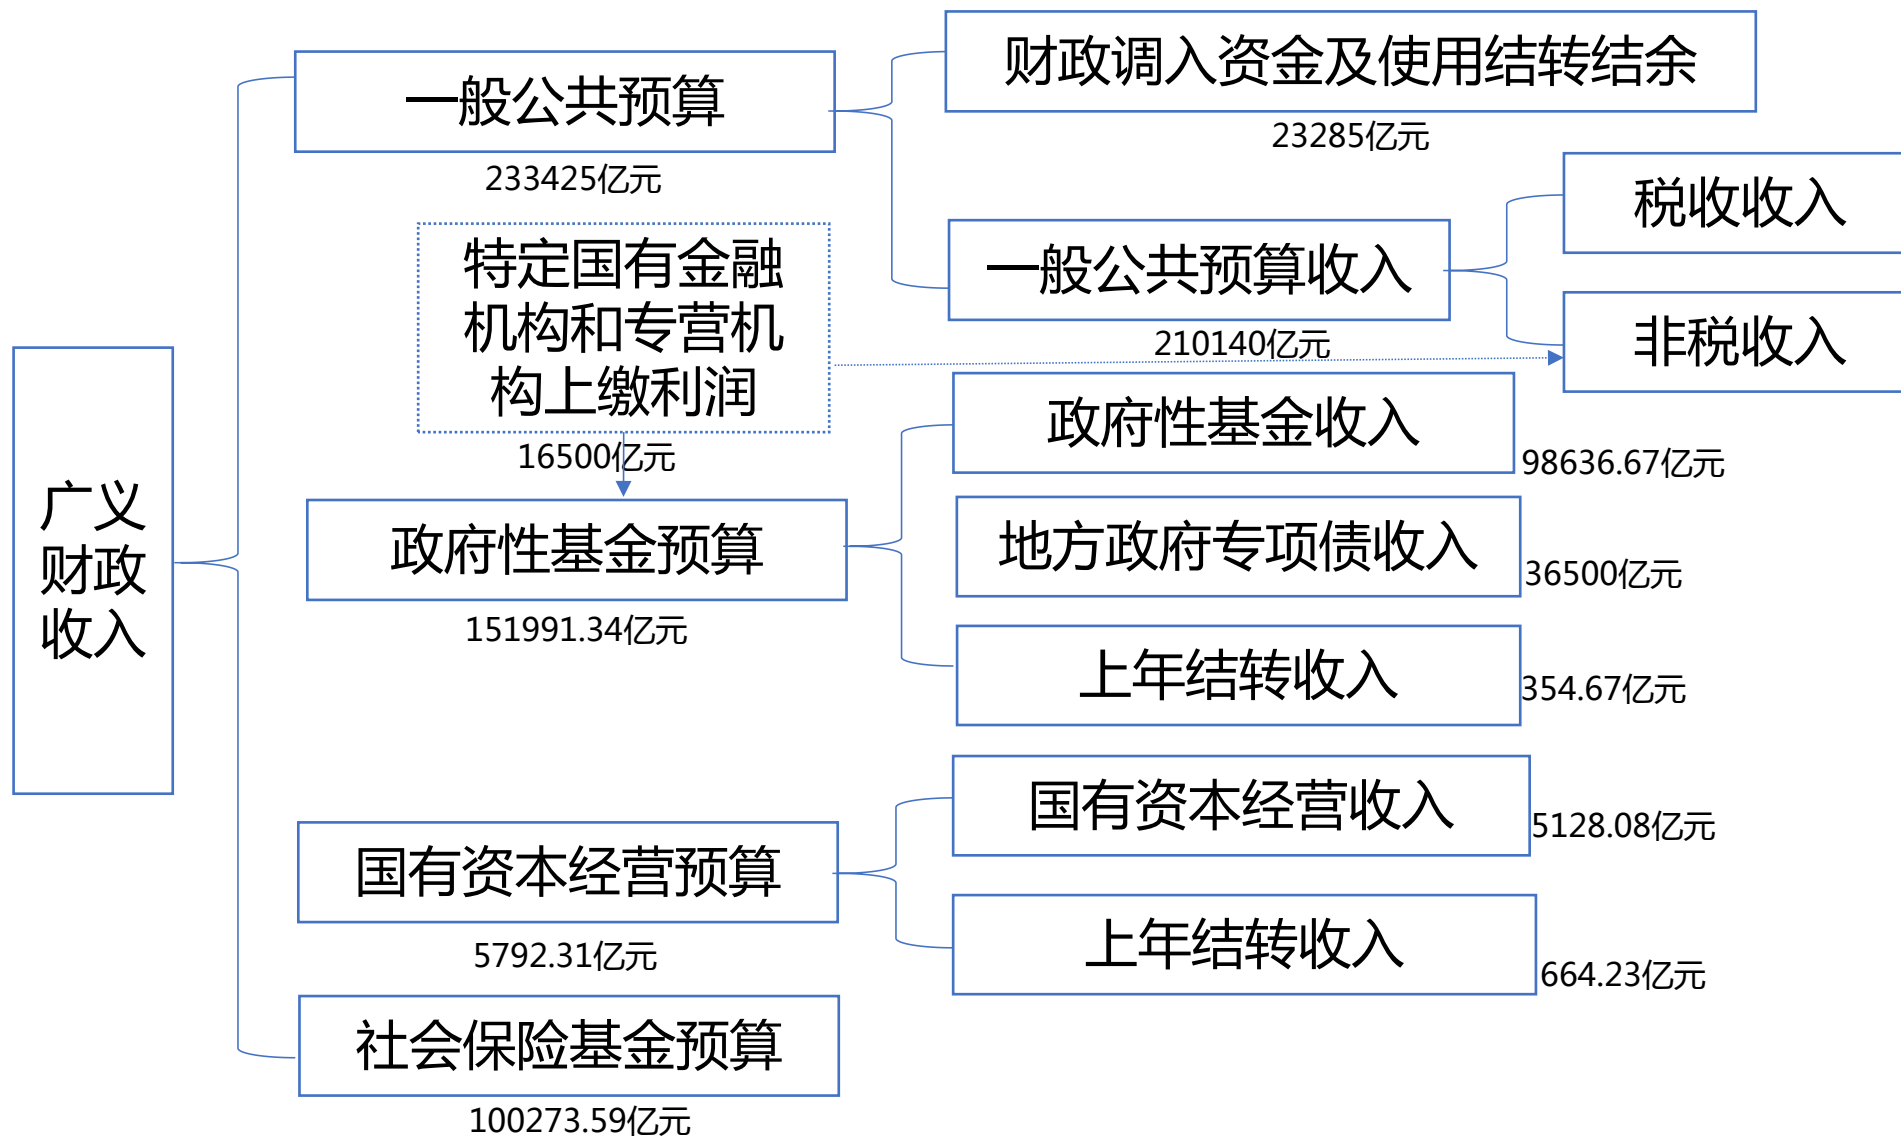 财政调入资金及使用结转结余
23285亿元
一般公共预算
233425亿元
税收收入
一般公共预算收入
210140亿元
非税收入
特定国有金融
机构和专营机
构上缴利润
16500亿元
广义
财政
收入
政府性基金收入
98636.67亿元
政府性基金预算
151991.34亿元
地方政府专项债收入
36500亿元
上年结转收入
354.67亿元
国有资本经营收入
5128.08亿元
国有资本经营预算
5792.31亿元
上年结转收入
664.23亿元
社会保险基金预算
100273.59亿元